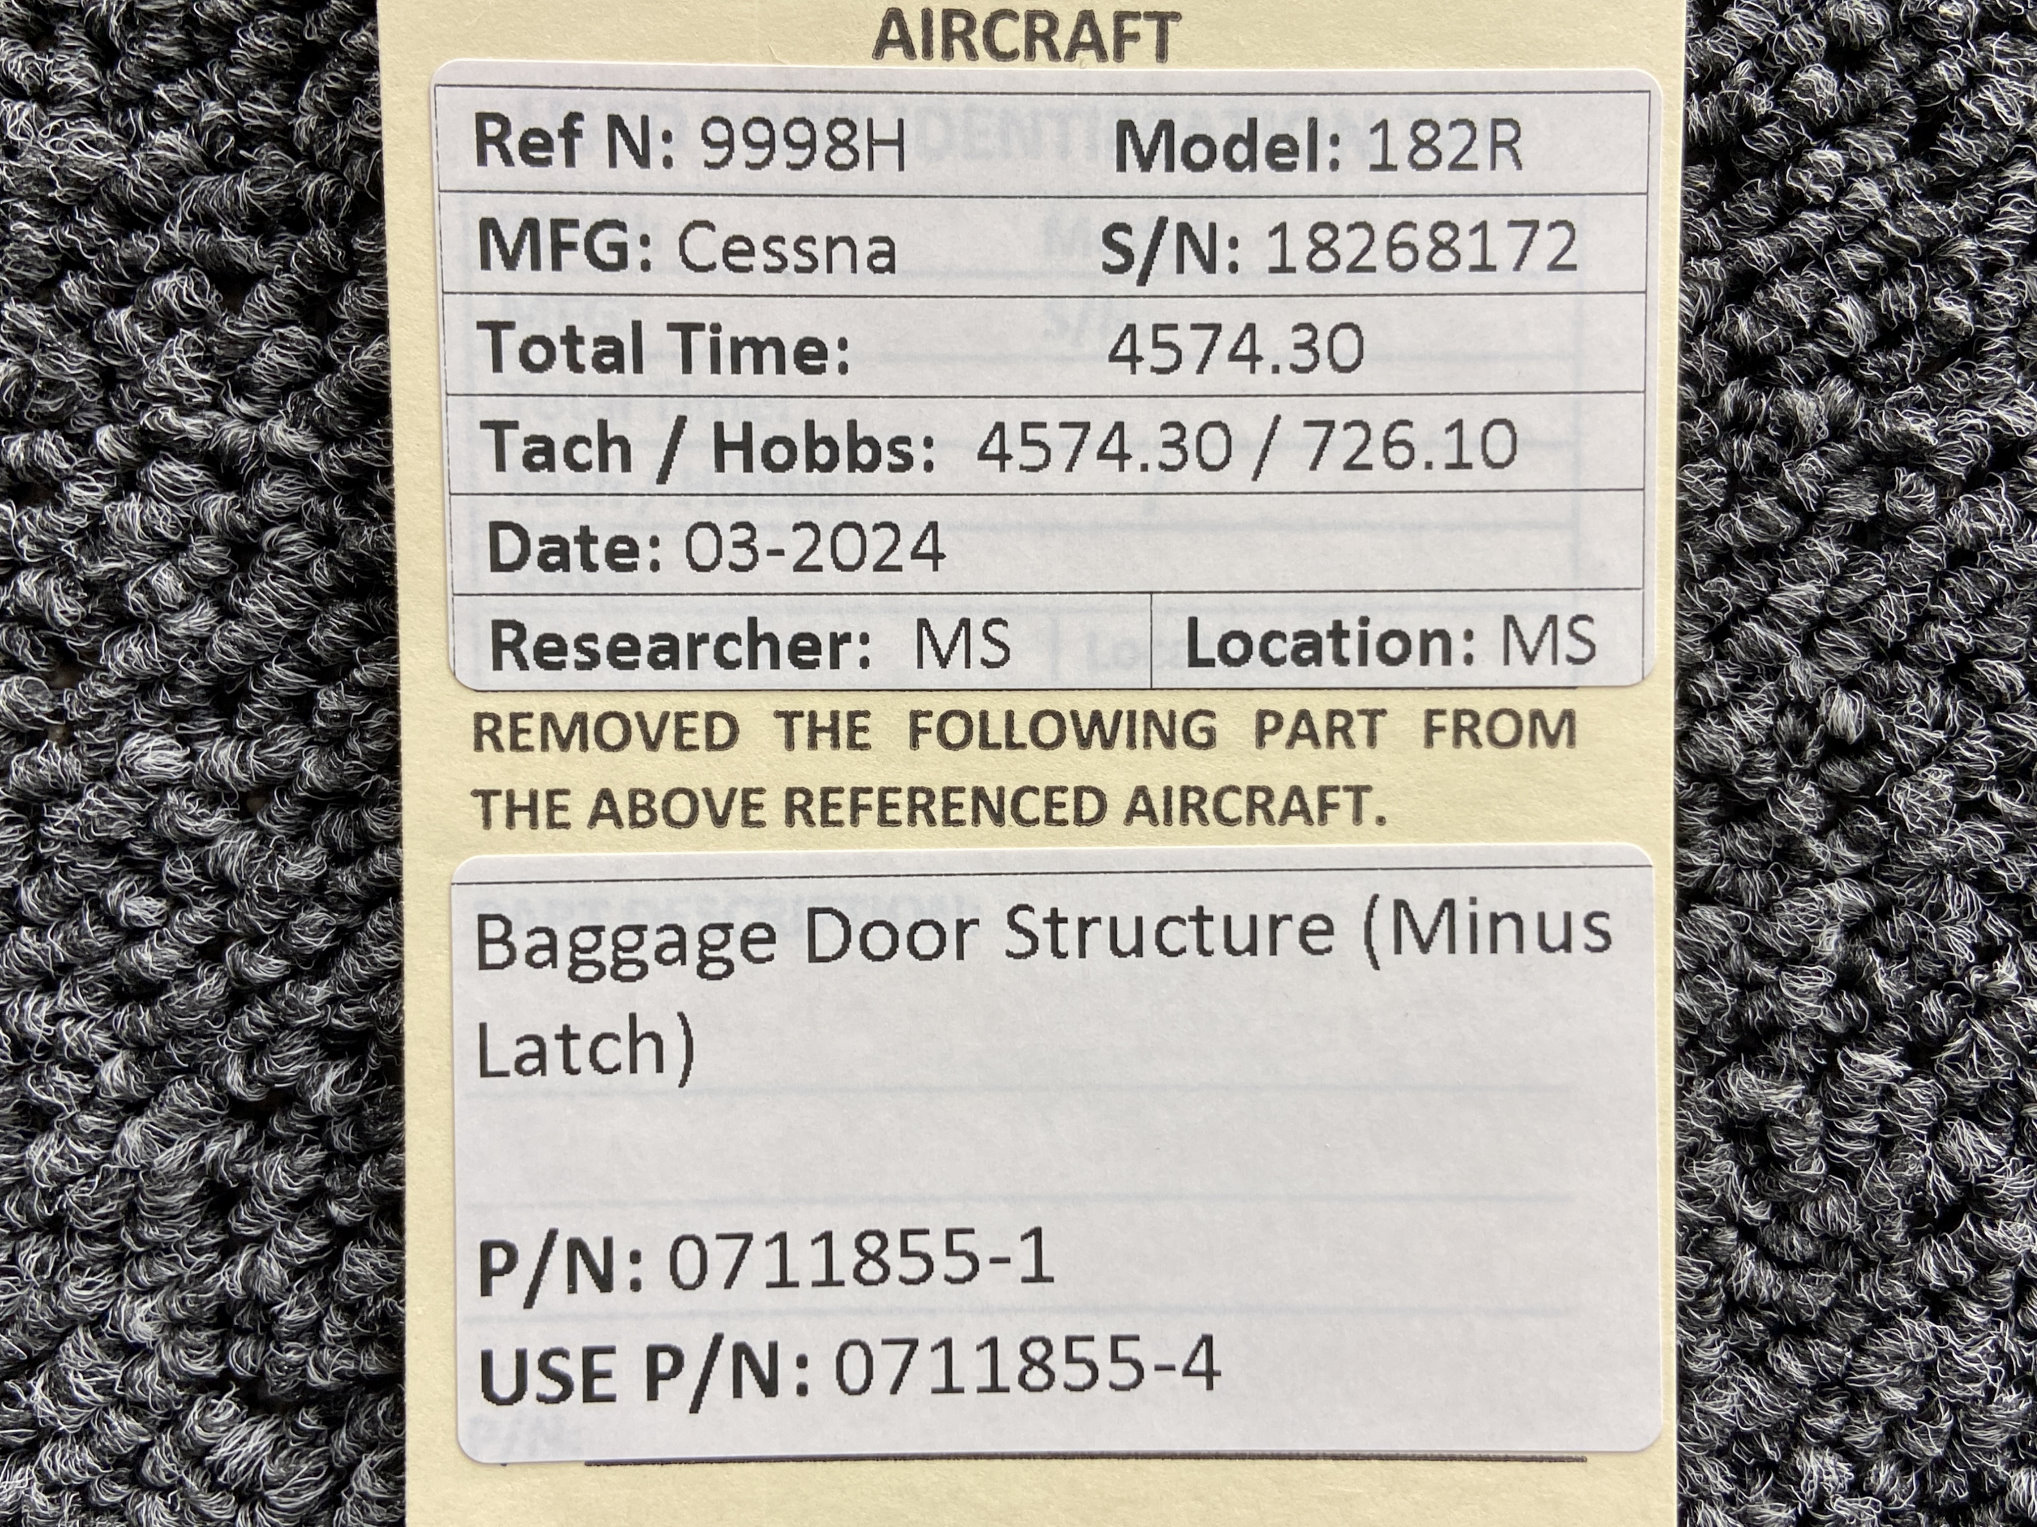 AIRCRAFT
Ref N: 9998H Model: 182R
MFG: Cessna S/N: 18268172
Total Time: 4574.30
Tach / Hobbs: 4574.30 / 726.10
Date: 03-2024
Researcher: MS Location: MS
REMOVED THE FOLLOWING PART FROM
THE ABOVE REFERENCED AIRCRAFT.
Baggage Door Structure (Minus
Latch)
P/N: 0711855-1
USE P/N: 0711855-4